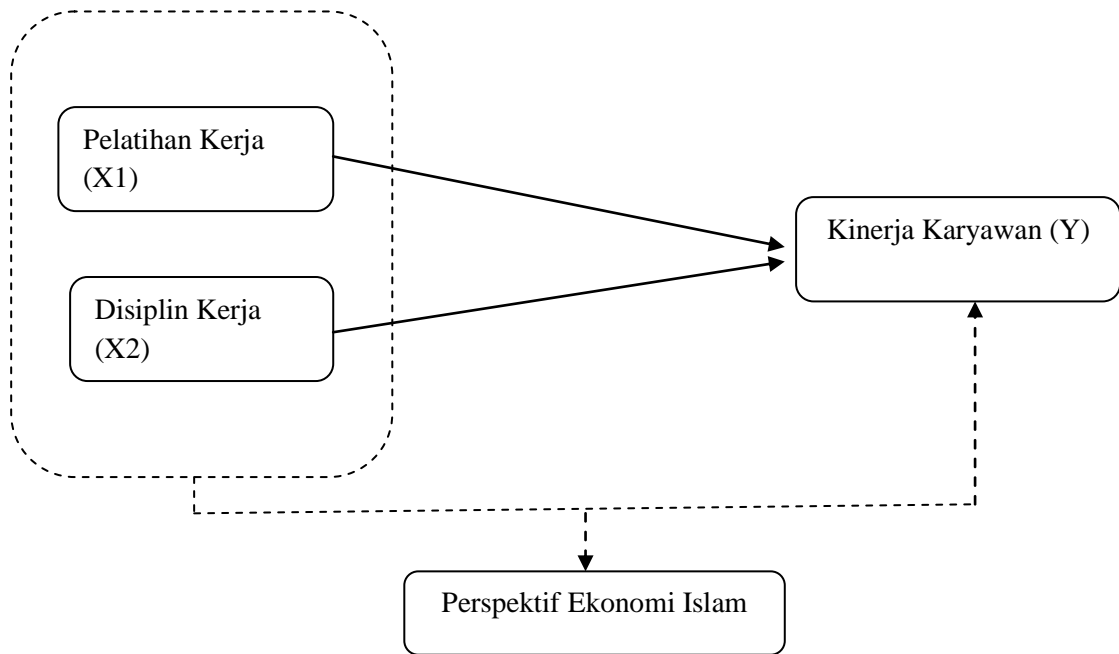 Pelatihan Kerja
(X1)
Kinerja Karyawan (Y)
Disiplin Kerja
(X2)
Perspektif Ekonomi Islam